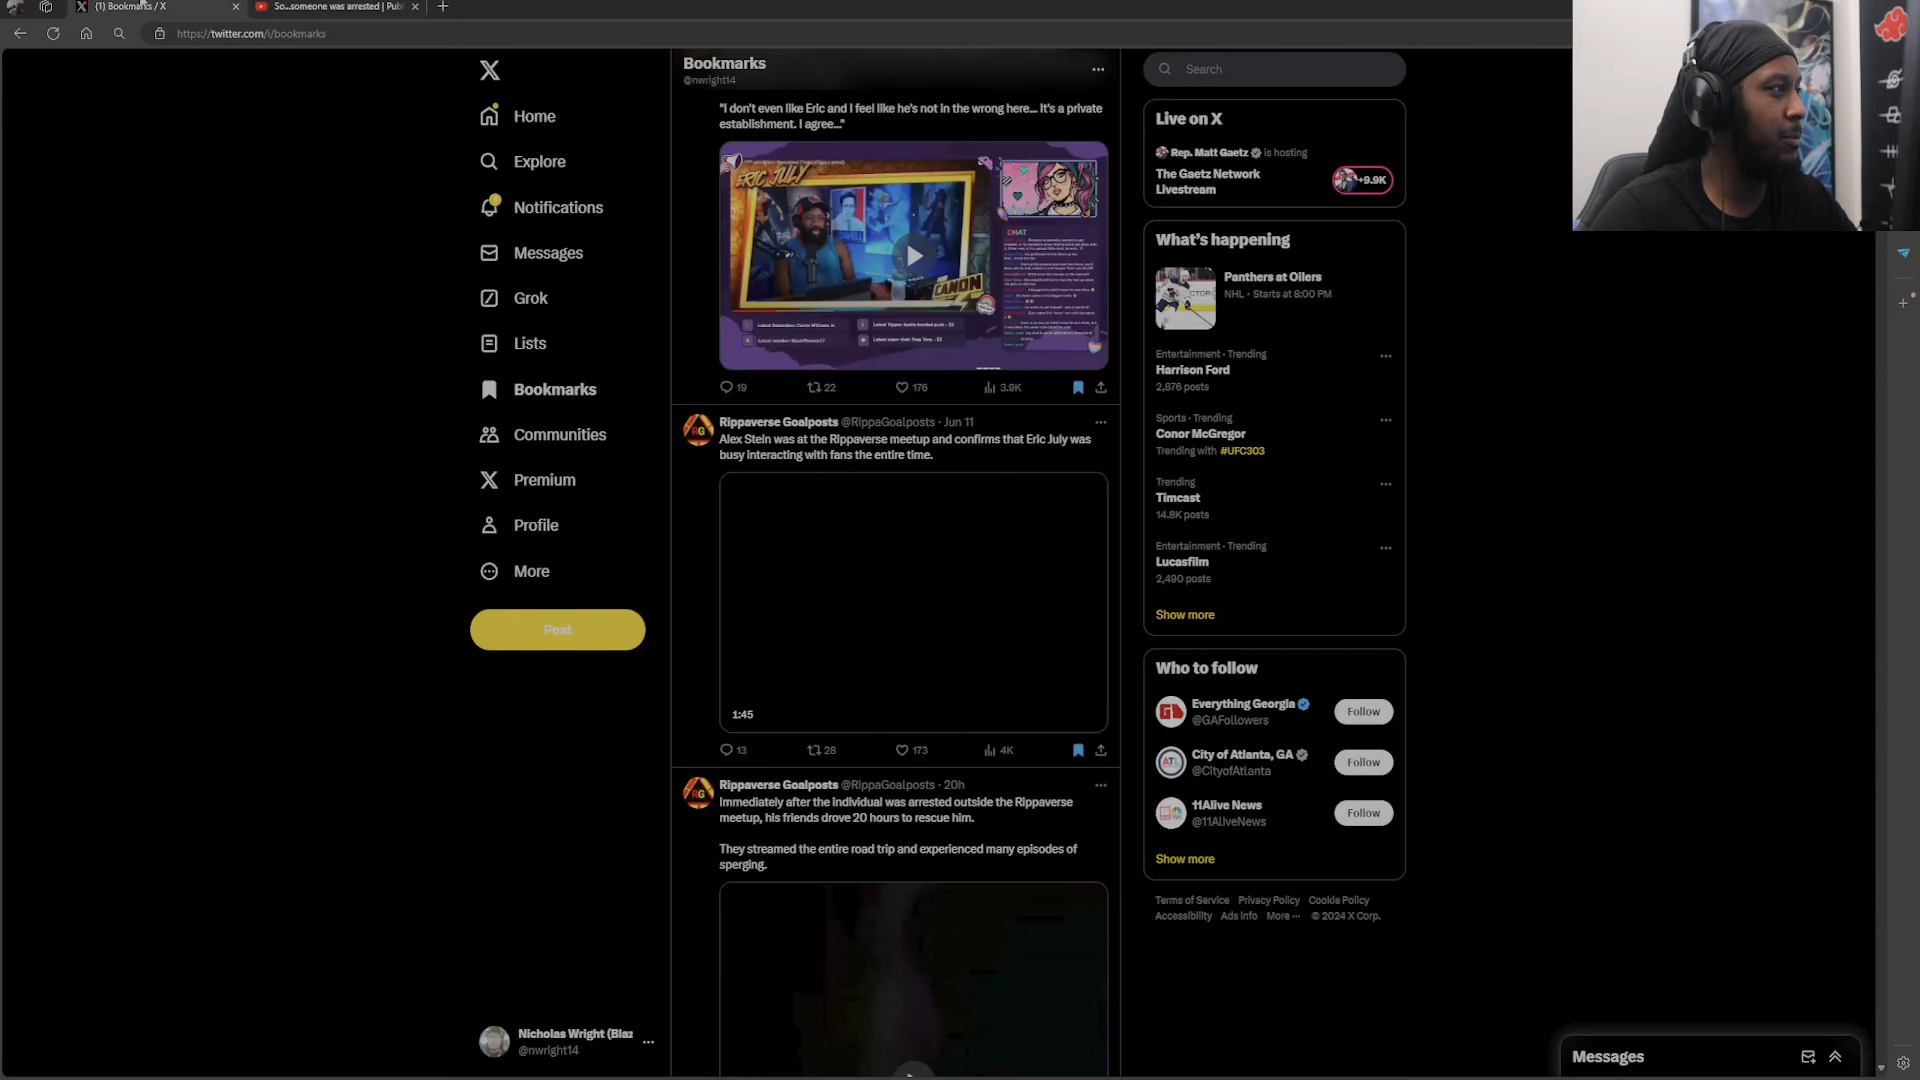 (1) Bookmarks / X
So...someone was arrested | Publ
https://twitter.com/i/bookmarks
Home
Explore
Notifications
Messages
Grok
Lists
Bookmarks
Communities
Premium
Profile
More
Post
Nicholas Wright (Blaz
@nwright14
Bookmarks
@nwright14
"I don't even like Eric and I feel like he's not in the wrong here... It's a private
establishment. I agree..."
ERIC JULY
CANON
CHAT
19
22
176
3.9K
Rippaverse Goalposts @RippaGoalposts · Jun 11
Alex Stein was at the Rippaverse meetup and confirms that Eric July was
busy interacting with fans the entire time.
1:45
13
28
173
4K
Rippaverse Goalposts @RippaGoalposts · 20h
Immediately after the individual was arrested outside the Rippaverse
meetup, his friends drove 20 hours to rescue him.
They streamed the entire road trip and experienced many episodes of
sperging.
Search
Live on X
Rep. Matt Gaetz is hosting
The Gaetz Network
Livestream
+9.9K
What's happening
Panthers at Oilers
NHL · Starts at 8:00 PM
Entertainment · Trending
Harrison Ford
2,876 posts
Sports · Trending
Conor McGregor
Trending with #UFC303
Trending
Timcast
14.8K posts
Entertainment · Trending
Lucasfilm
2,490 posts
Show more
Who to follow
Everything Georgia
@GAFollowers
Follow
City of Atlanta, GA
@CityofAtlanta
Follow
11Alive News
@11AliveNews
Follow
Show more
Terms of Service Privacy Policy Cookie Policy
Accessibility Ads info More ··· © 2024 X Corp.
Messages